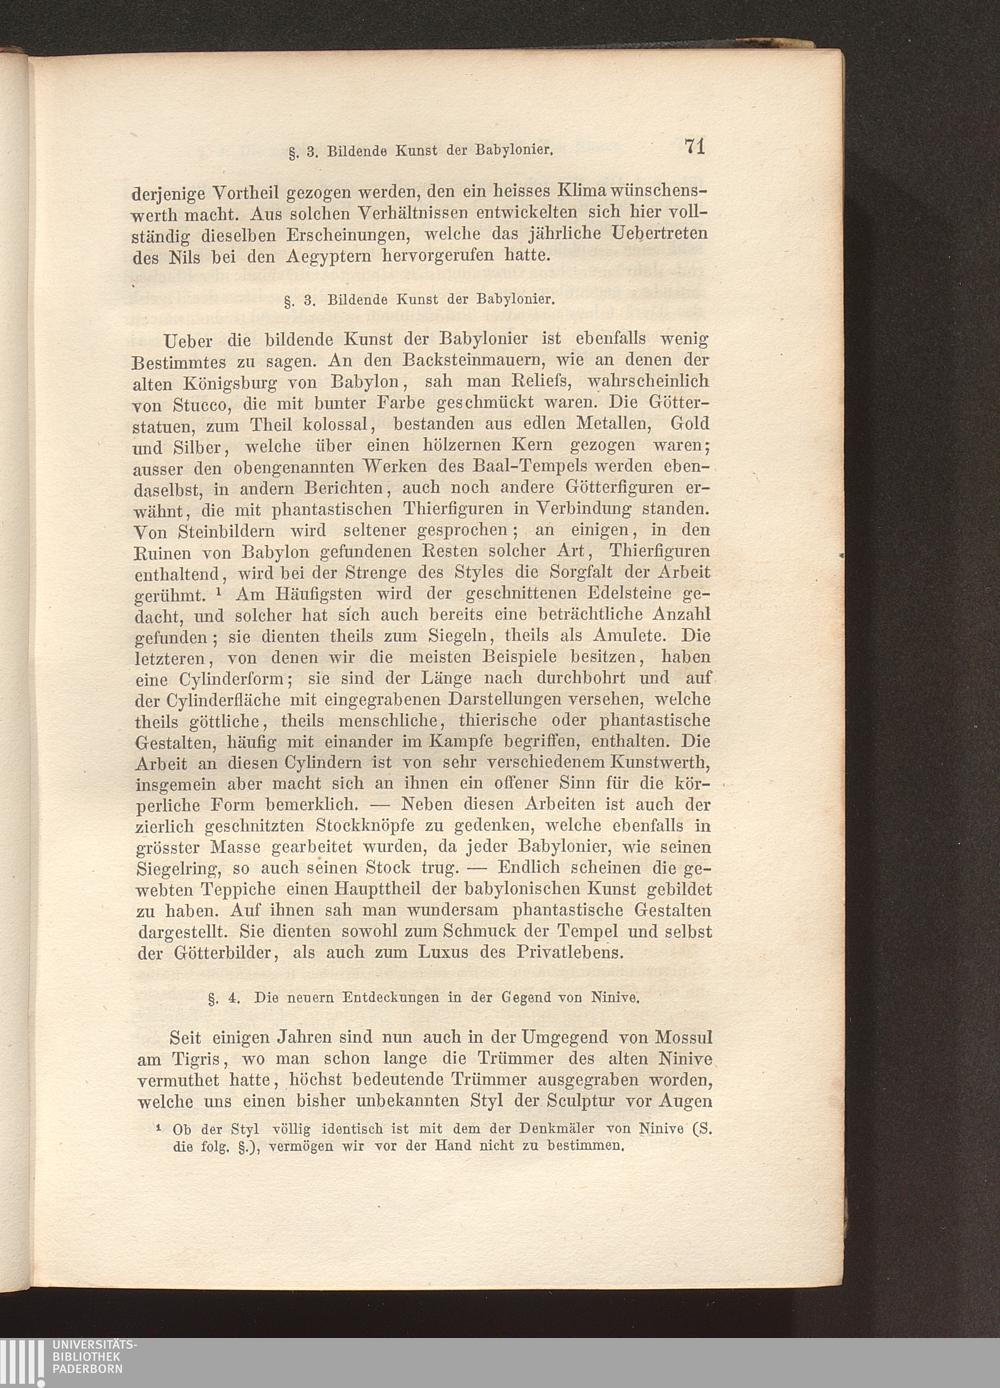 §. 3. Bildende Kunst der Babylonier. 71
derjenige Vortheil gezogen werden, den ein heisses Klima wünschens-
werth macht. Aus solchen Verhältnissen entwickelten sich hier voll-
ständig dieselben Erscheinungen, welche das jährliche Uebertreten
des Nils bei den Aegyptern hervorgerufen hatte.
§. 3. Bildende Kunst der Babylonier.
Ueber die bildende Kunst der Babylonier ist ebenfalls wenig
Bestimmtes zu sagen. An den Backsteinmauern, wie an denen der
alten Königsburg von Babylon, sah man Reliefs, wahrscheinlich
von Stucco, die mit bunter Farbe geschmückt waren. Die Götter-
statuen, zum Theil kolossal, bestanden aus edlen Metallen, Gold
und Silber, welche über einen hölzernen Kern gezogen waren;
ausser den obengenannten Werken des Baal-Tempels werden eben-
daselbst, in andern Berichten, auch noch andere Götterfiguren er-
wähnt, die mit phantastischen Thierfiguren in Verbindung standen.
Von Steinbildern wird seltener gesprochen; an einigen, in den
Ruinen von Babylon gefundenen Resten solcher Art, Thierfiguren
enthaltend, wird bei der Strenge des Styles die Sorgfalt der Arbeit
gerühmt. ¹ Am Häufigsten wird der geschnittenen Edelsteine ge-
dacht, und solcher hat sich auch bereits eine beträchtliche Anzahl
gefunden; sie dienten theils zum Siegeln, theils als Amulete. Die
letzteren, von denen wir die meisten Beispiele besitzen, haben
eine Cylinderform; sie sind der Länge nach durchbohrt und auf
der Cylinderfläche mit eingegrabenen Darstellungen versehen, welche
theils göttliche, theils menschliche, thierische oder phantastische
Gestalten, häufig mit einander im Kampfe begriffen, enthalten. Die
Arbeit an diesen Cylindern ist von sehr verschiedenem Kunstwerth,
insgemein aber macht sich an ihnen ein offener Sinn für die kör-
perliche Form bemerklich. — Neben diesen Arbeiten ist auch der
zierlich geschnitzten Stockknöpfe zu gedenken, welche ebenfalls in
grösster Masse gearbeitet wurden, da jeder Babylonier, wie seinen
Siegelring, so auch seinen Stock trug. — Endlich scheinen die ge-
webten Teppiche einen Haupttheil der babylonischen Kunst gebildet
zu haben. Auf ihnen sah man wundersam phantastische Gestalten
dargestellt. Sie dienten sowohl zum Schmuck der Tempel und selbst
der Götterbilder, als auch zum Luxus des Privatlebens.
§. 4. Die neuern Entdeckungen in der Gegend von Ninive.
Seit einigen Jahren sind nun auch in der Umgegend von Mossul
am Tigris, wo man schon lange die Trümmer des alten Ninive
vermuthet hatte, höchst bedeutende Trümmer ausgegraben worden,
welche uns einen bisher unbekannten Styl der Sculptur vor Augen
¹ Ob der Styl völlig identisch ist mit dem der Denkmäler von Ninive (S.
die folg. §.), vermögen wir vor der Hand nicht zu bestimmen.
UNIVERSITÄTS-
BIBLIOTHEK
PADERBORN